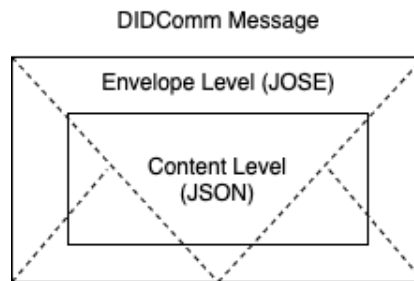 DIDComm Message
Envelope Level (JOSE)
Content Level
(JSON)